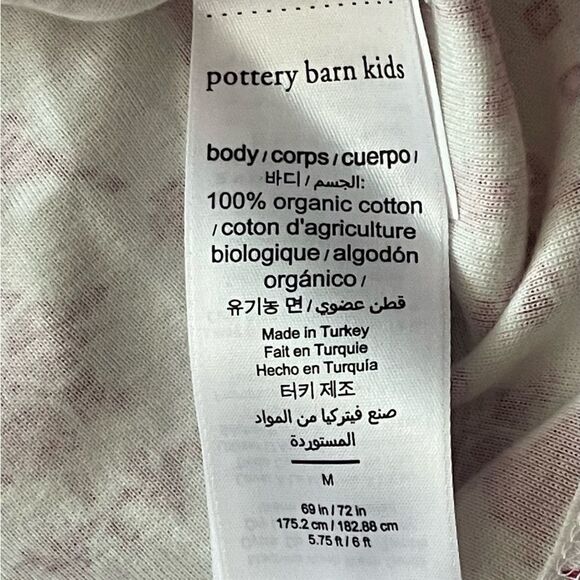 pottery barn kids
body / corps / cuerpo /
바디 / الجسم:
100% organic cotton
/ coton d'agriculture
biologique / algodón
orgánico /
유기농 면 / قطن عضوي
Made in Turkey
Fait en Turquie
Hecho en Turquía
터키 제조
صنع فيتركيا من المواد
المستوردة
M
69 in / 72 in
175.2 cm / 182.88 cm
5.75 ft / 6 ft